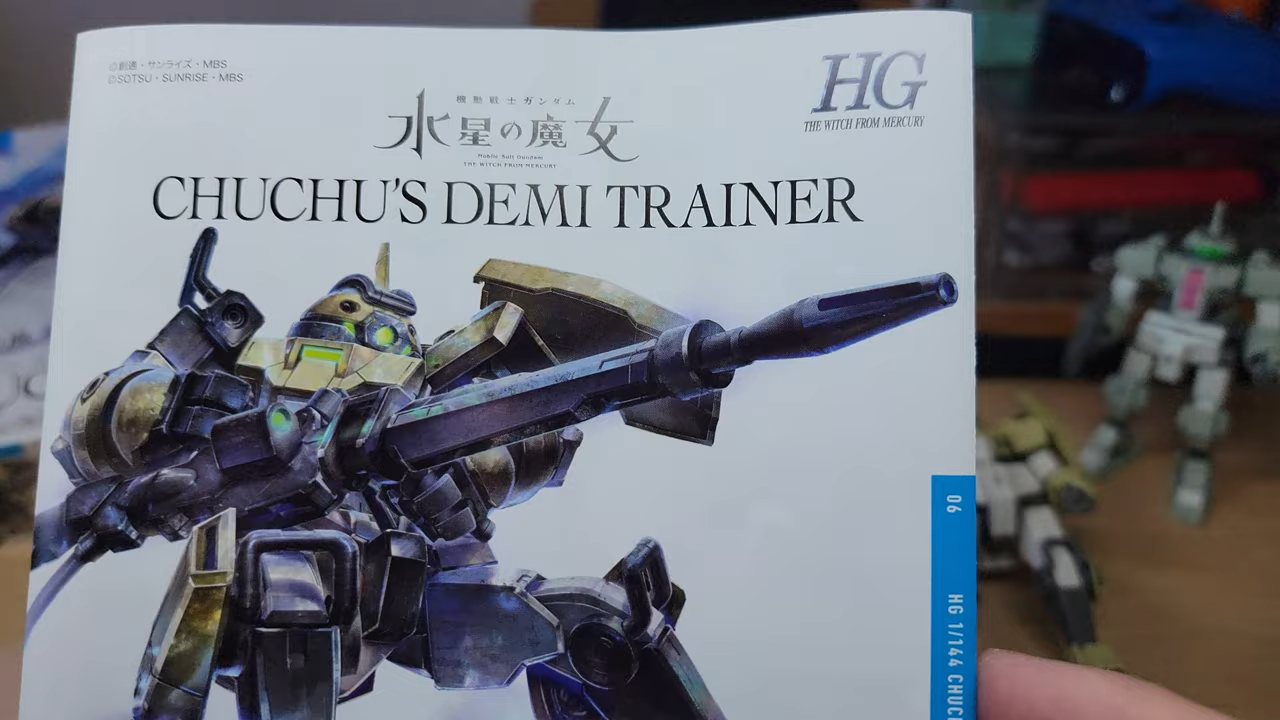 ©創通・サンライズ・MBS
©SOTSU・SUNRISE・MBS
HG
THE WITCH FROM MERCURY
機動戦士ガンダム
水星の魔女
Mobile Suit Gundam
THE WITCH FROM MERCURY
CHUCHU'S DEMI TRAINER
06
HG 1/144 CHUC